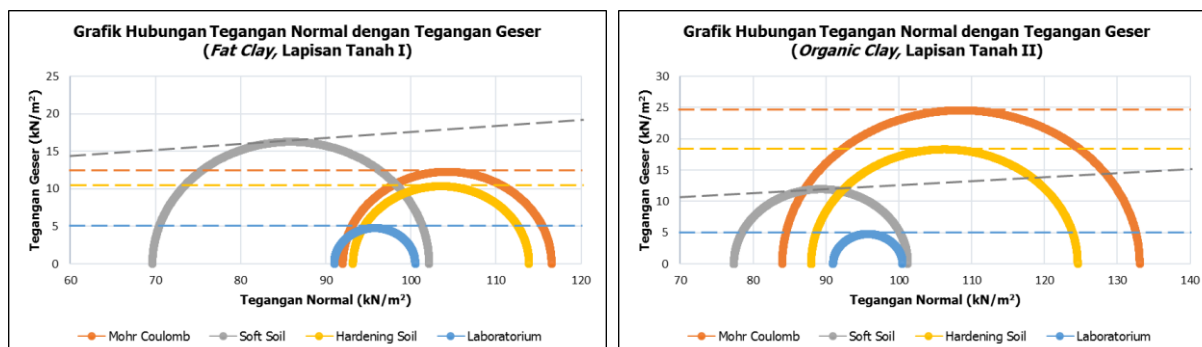 Grafik Hubungan Tegangan Normal dengan Tegangan Geser
(Fat Clay, Lapisan Tanah I)
Tegangan Geser (kN/m²)
25
20
15
10
5
0
60 70 80 90 100 110 120
Tegangan Normal (kN/m²)
Mohr Coulomb Soft Soil Hardening Soil Laboratorium
Grafik Hubungan Tegangan Normal dengan Tegangan Geser
(Organic Clay, Lapisan Tanah II)
Tegangan Geser (kN/m²)
30
25
20
15
10
5
0
70 80 90 100 110 120 130 140
Tegangan Normal (kN/m²)
Mohr Coulomb Soft Soil Hardening Soil Laboratorium